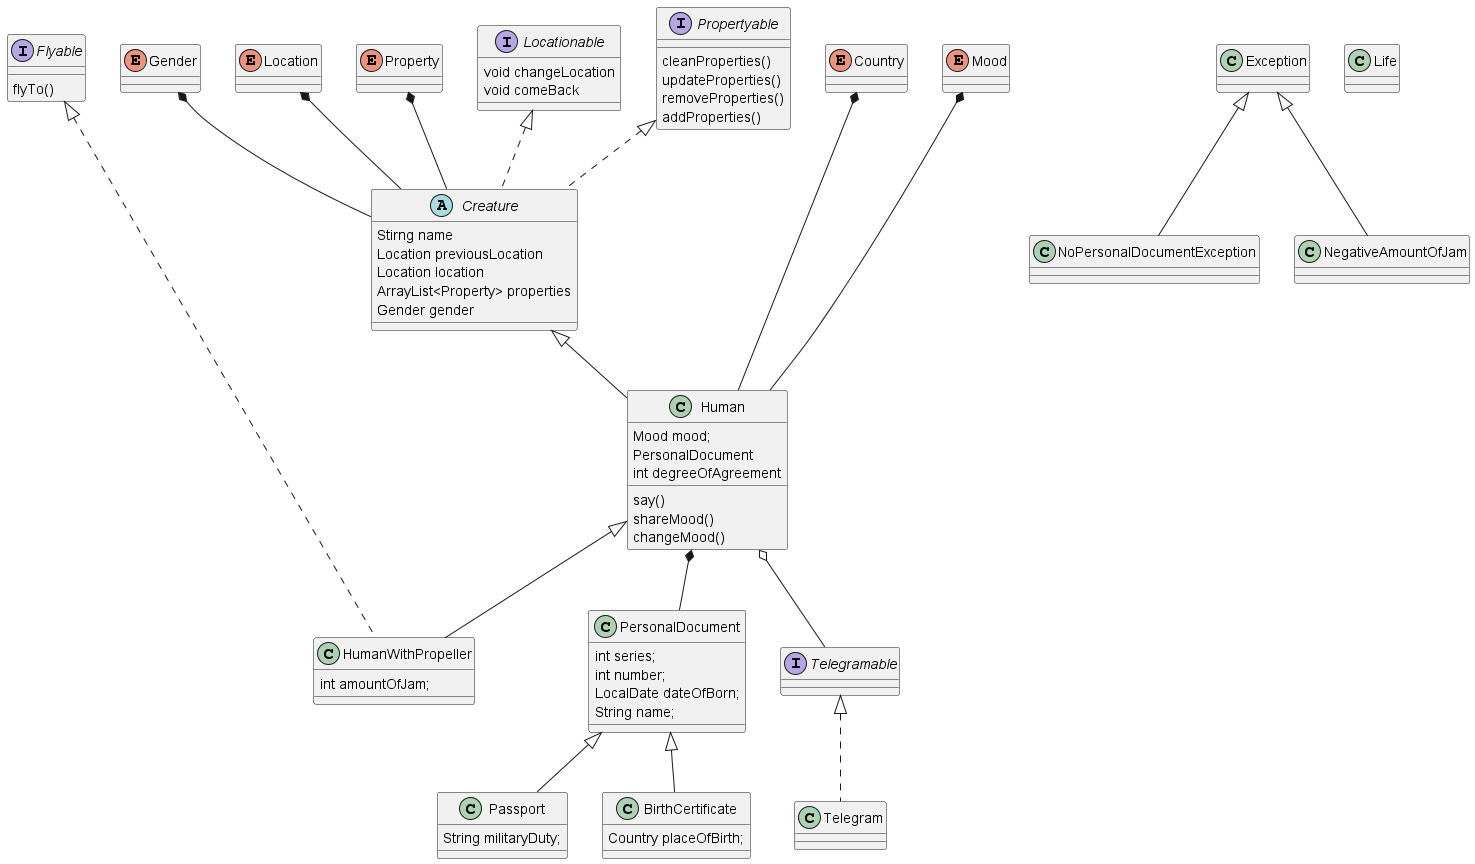 I Flyable
flyTo()
E Gender
E Location
E Property
I Locationable
void changeLocation
void comeBack
I Propertyable
cleanProperties()
updateProperties()
removeProperties()
addProperties()
E Country
E Mood
C Exception
C Life
A Creature
Stirng name
Location previousLocation
Location location
ArrayList<Property> properties
Gender gender
C NoPersonalDocumentException
C NegativeAmountOfJam
C Human
Mood mood;
PersonalDocument
int degreeOfAgreement
say()
shareMood()
changeMood()
C HumanWithPropeller
int amountOfJam;
C PersonalDocument
int series;
int number;
LocalDate dateOfBorn;
String name;
I Telegramable
C Passport
String militaryDuty;
C BirthCertificate
Country placeOfBirth;
C Telegram